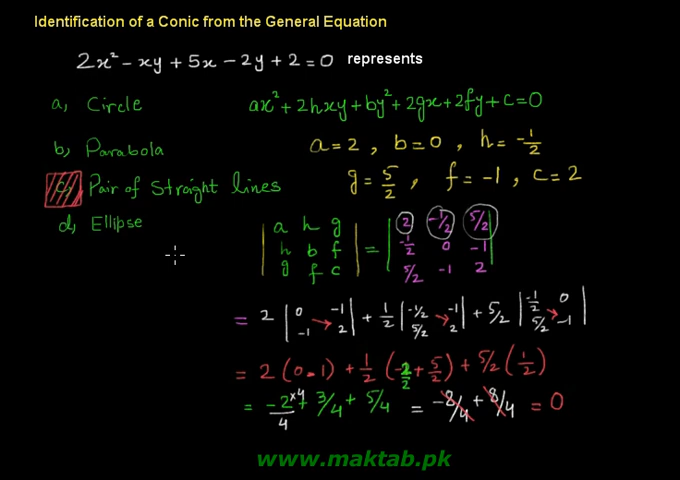 Identification of a Conic from the General Equation
2x² - xy + 5x - 2y + 2 = 0 represents
a, Circle
ax² + 2hxy + by² + 2gx + 2fy + c = 0
b, Parabola
a = 2 , b = 0 , h = -1/2
c, Pair of Straight lines
g = 5/2 , f = -1 , c = 2
d, Ellipse
| a h g | = | 2 -1/2 5/2 |
| h b f | | -1/2 0 -1 |
| g f c | | 5/2 -1 2 |
= 2 | 0 -1 | + 1/2 | -1/2 -1 | + 5/2 | -1/2 0 |
| -1 2 | | 5/2 2 | | 5/2 -1 |
= 2 (0 - 1) + 1/2 (-2/2 + 5/2) + 5/2 (1/2)
= -2×4/4 + 3/4 + 5/4 = -8/4 + 8/4 = 0
www.maktab.pk